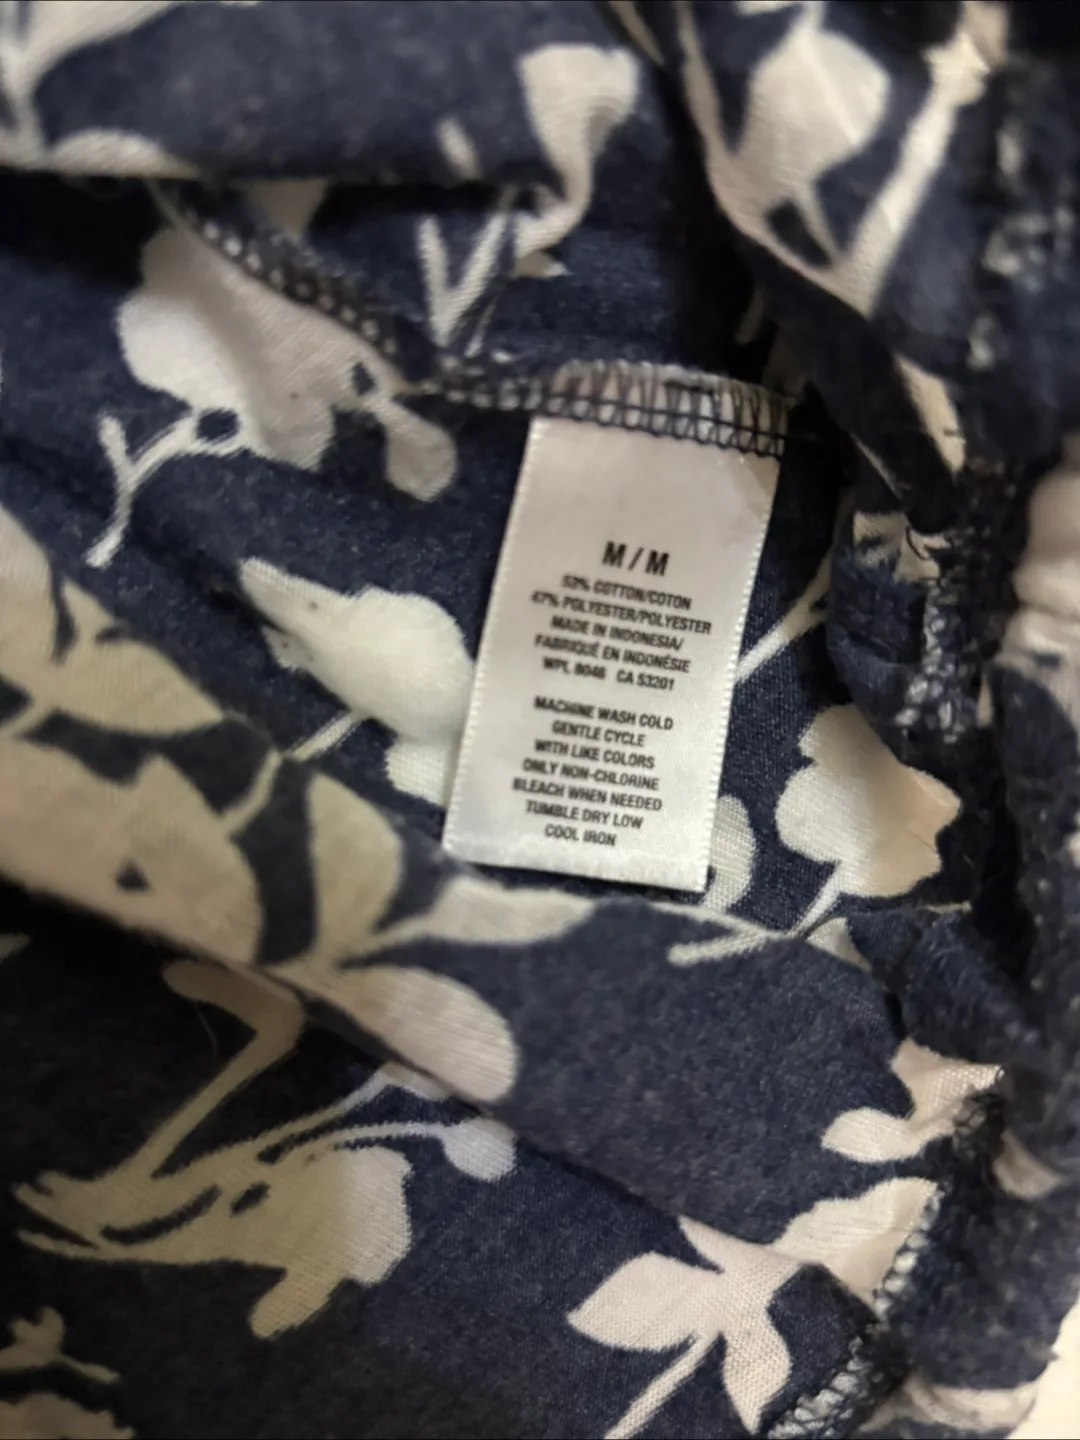 M / M
53% COTTON/COTON
47% POLYESTER/POLYESTER
MADE IN INDONESIA/
FABRIQUÉ EN INDONÉSIE
WPL 8046 CA 53201
MACHINE WASH COLD
GENTLE CYCLE
WITH LIKE COLORS
ONLY NON-CHLORINE
BLEACH WHEN NEEDED
TUMBLE DRY LOW
COOL IRON